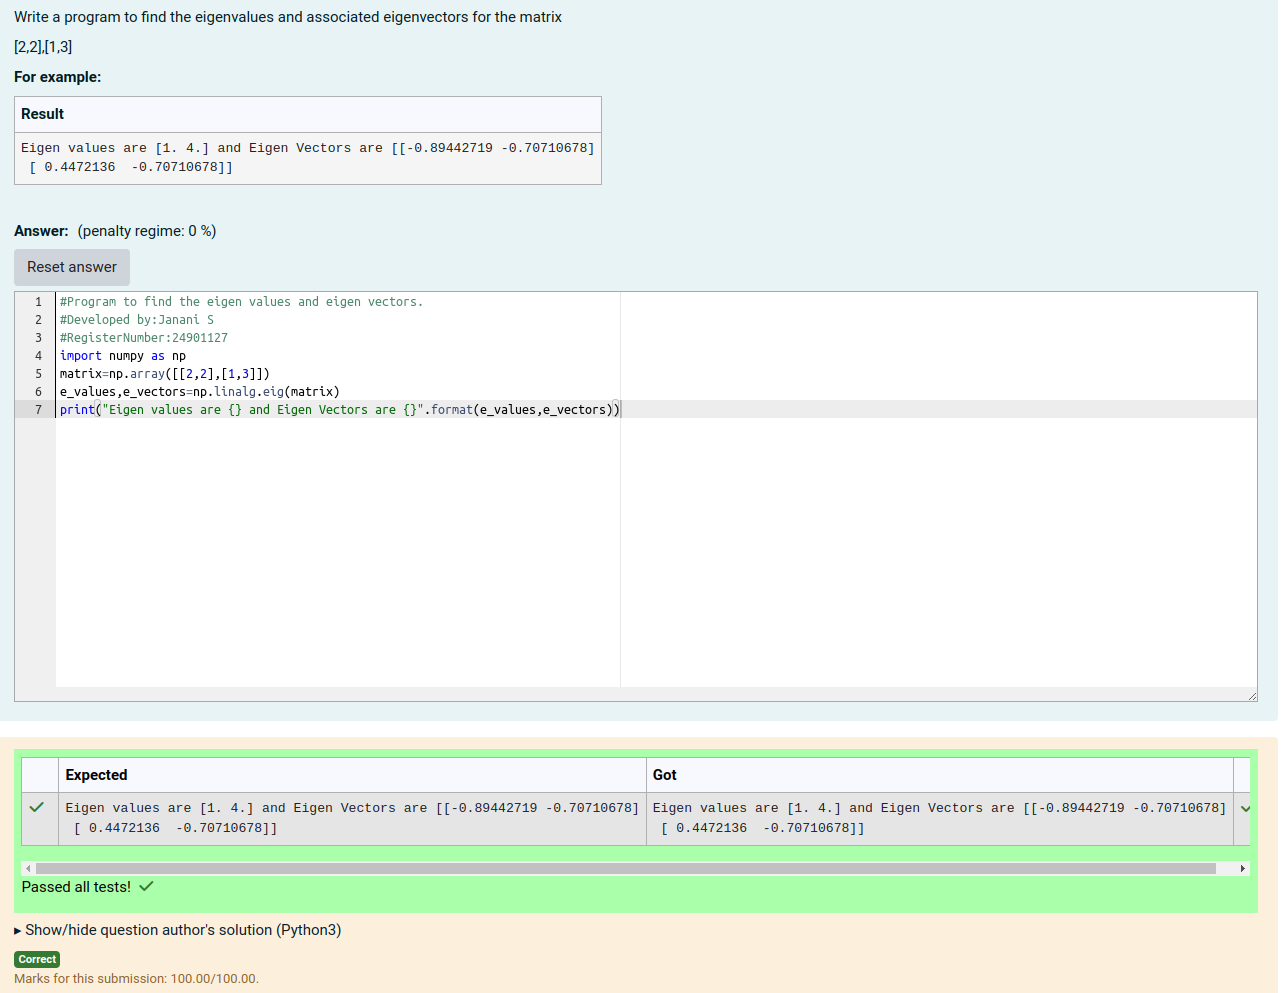 Write a program to find the eigenvalues and associated eigenvectors for the matrix
[2,2],[1,3]
For example:
Result
Eigen values are [1. 4.] and Eigen Vectors are [[-0.89442719 -0.70710678]
 [ 0.4472136  -0.70710678]]
Answer: (penalty regime: 0 %)
Reset answer
1 #Program to find the eigen values and eigen vectors.
2 #Developed by:Janani S
3 #RegisterNumber:24901127
4 import numpy as np
5 matrix=np.array([[2,2],[1,3]])
6 e_values,e_vectors=np.linalg.eig(matrix)
7 print("Eigen values are {} and Eigen Vectors are {}".format(e_values,e_vectors))
Expected Got
Eigen values are [1. 4.] and Eigen Vectors are [[-0.89442719 -0.70710678] Eigen values are [1. 4.] and Eigen Vectors are [[-0.89442719 -0.70710678]
 [ 0.4472136  -0.70710678]] [ 0.4472136  -0.70710678]]
Passed all tests!
Show/hide question author's solution (Python3)
Correct
Marks for this submission: 100.00/100.00.